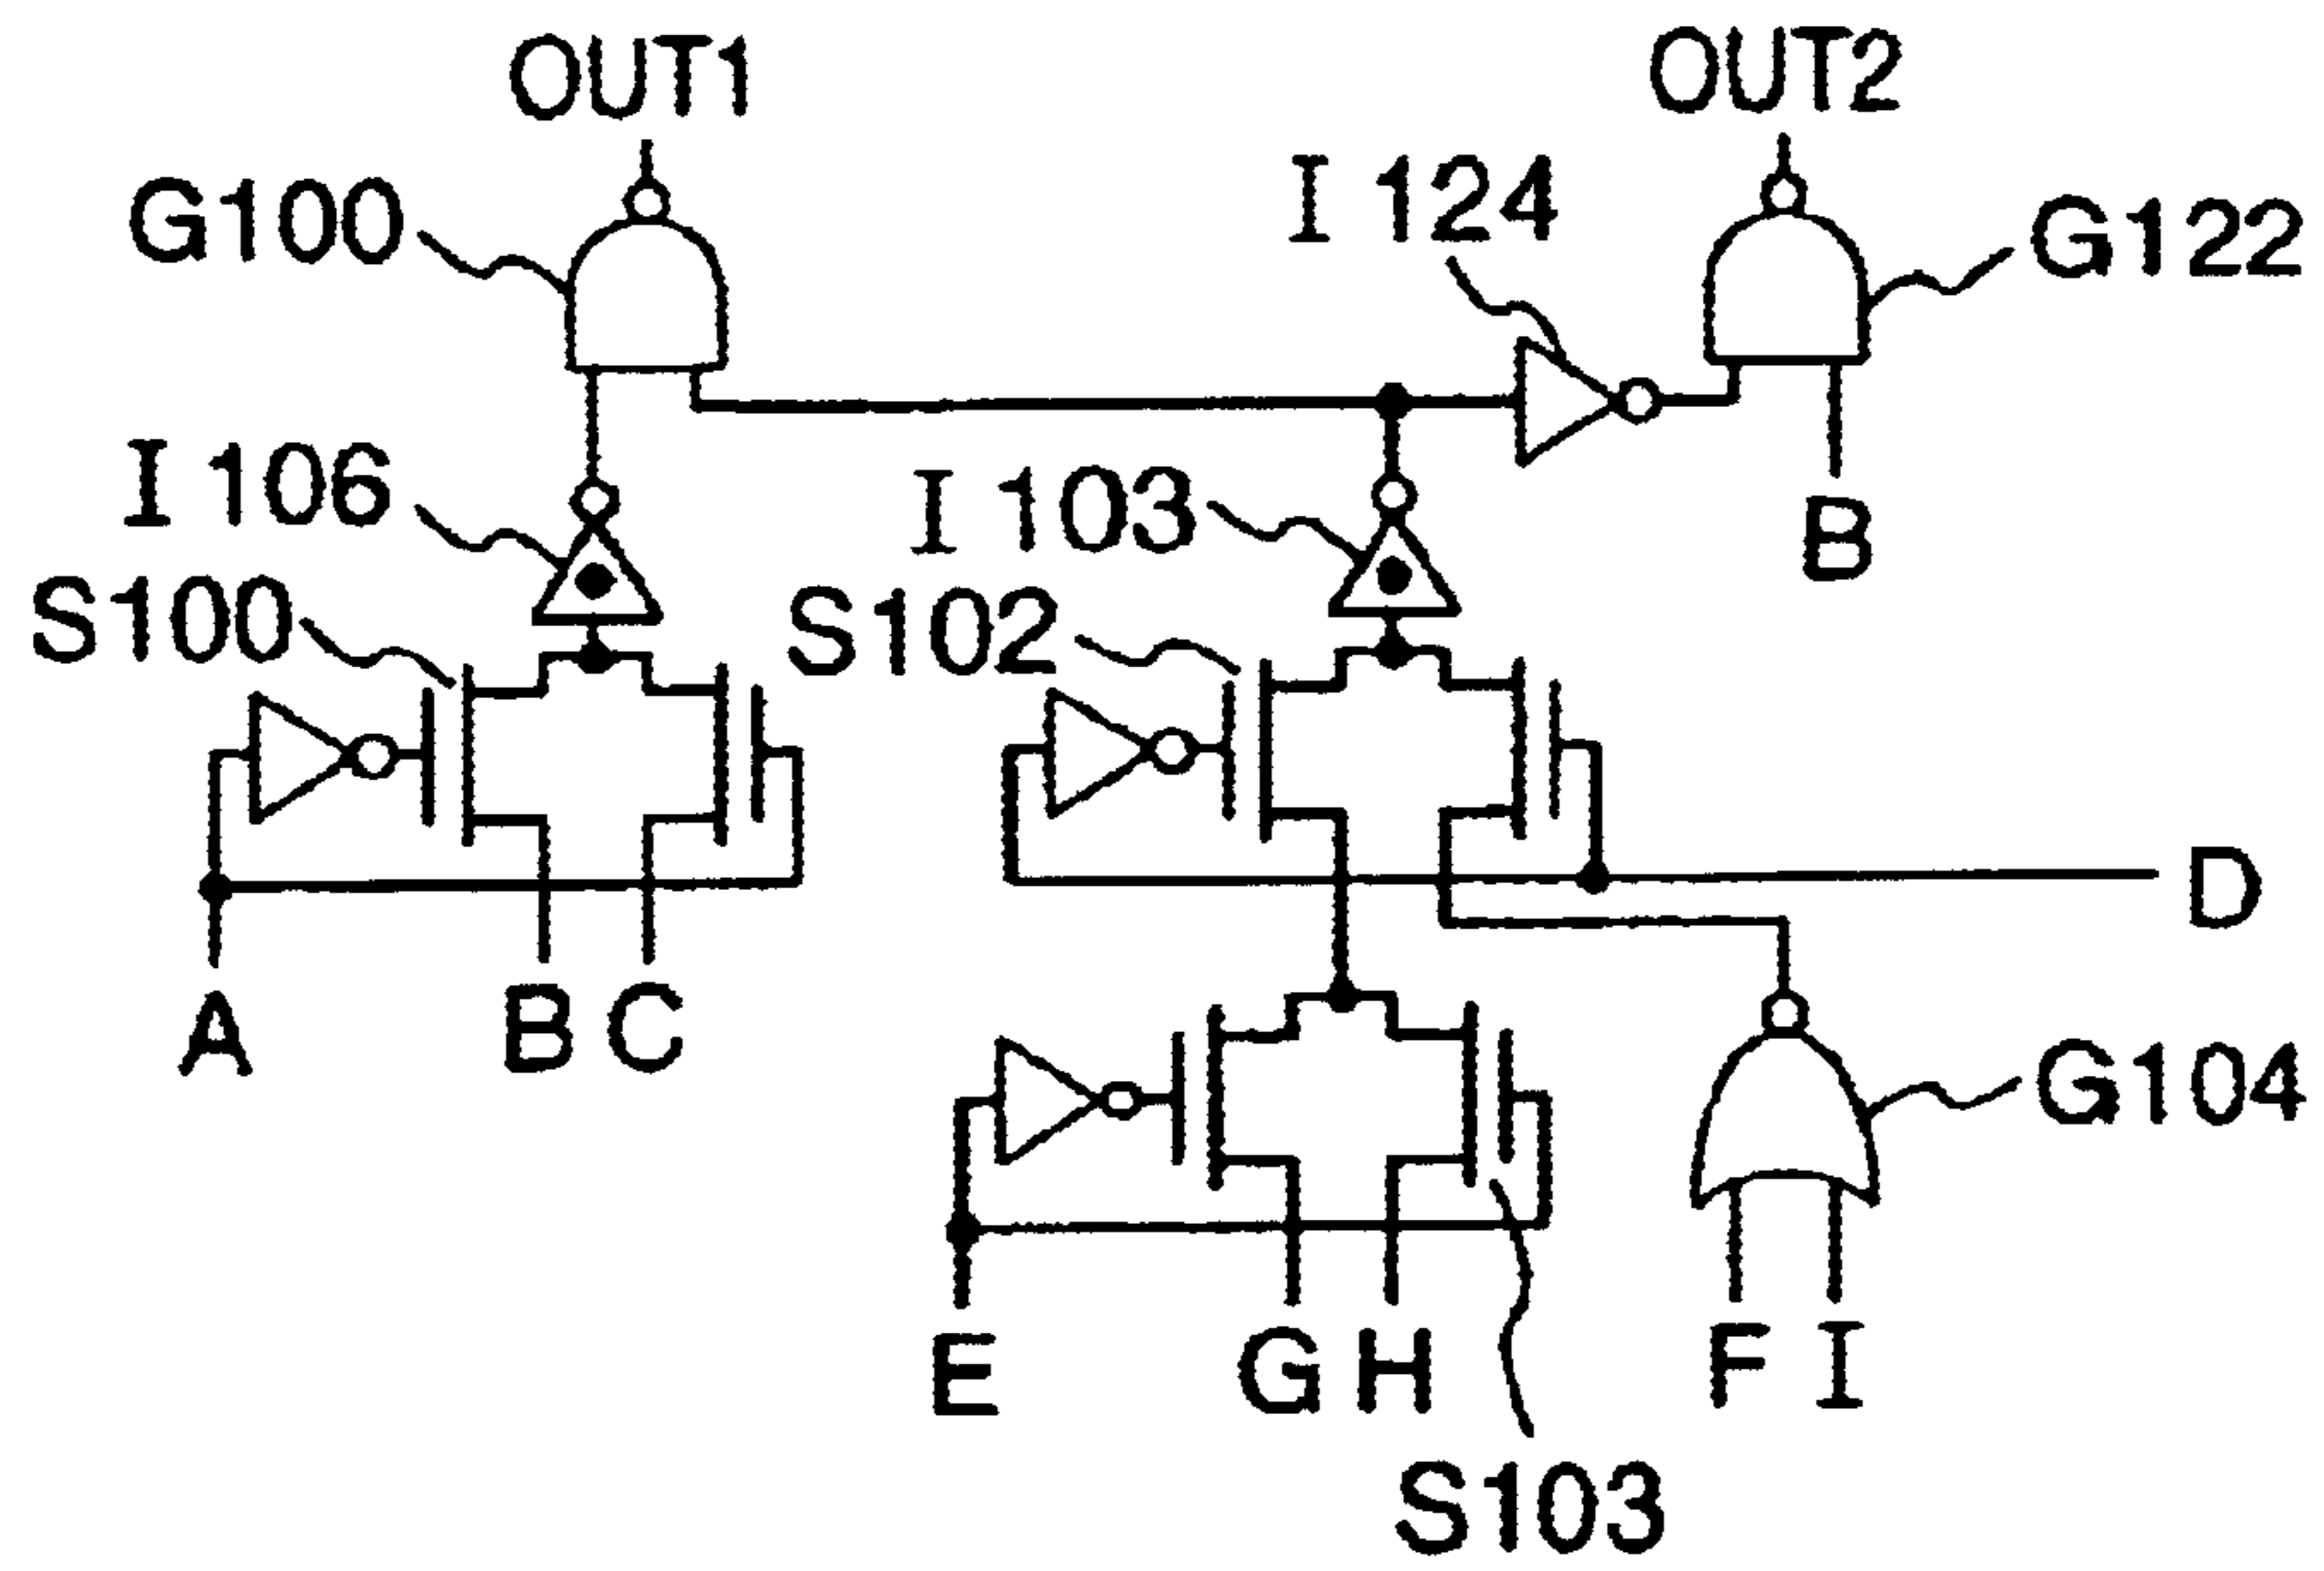 OUT1
OUT2
G100
I 124
G122
I 106
I 103
B
S100
S102
D
A
B C
G104
E
G H
F I
S103